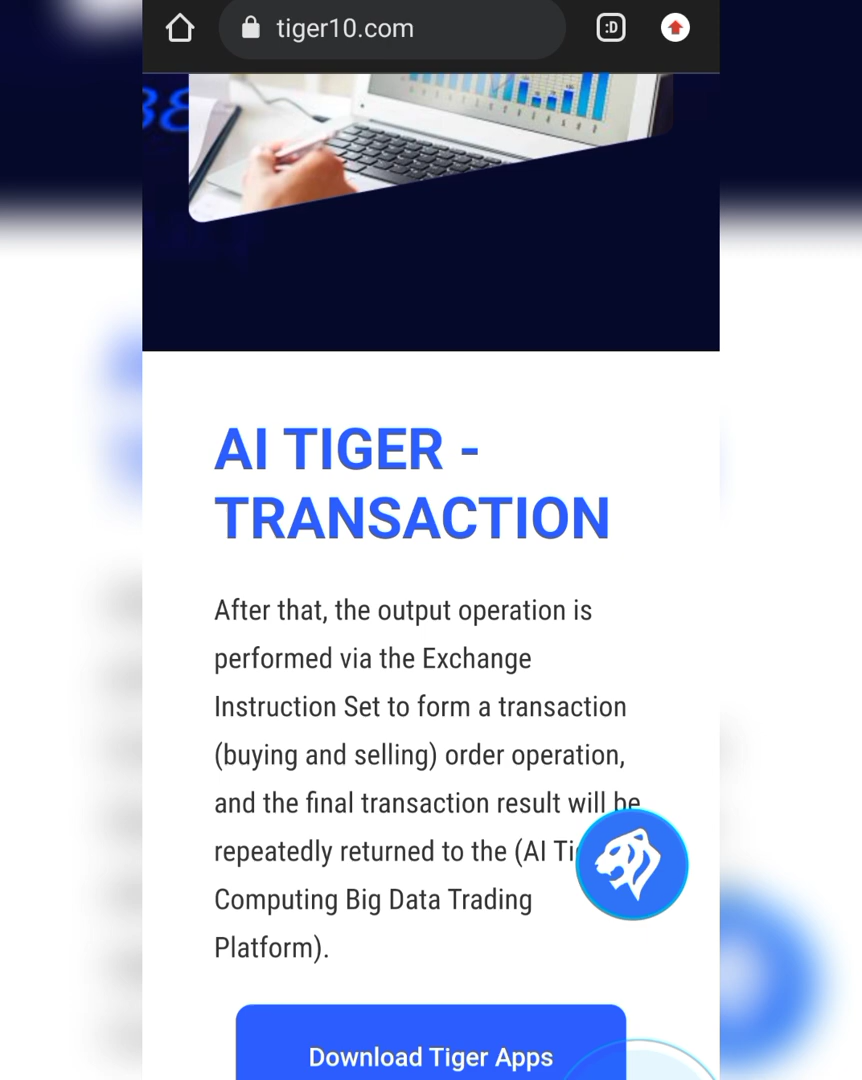 tiger10.com
:D
AI TIGER -
TRANSACTION
After that, the output operation is
performed via the Exchange
Instruction Set to form a transaction
(buying and selling) order operation,
and the final transaction result will be
repeatedly returned to the (AI
Computing Big Data Trading
Platform).
Download Tiger Apps